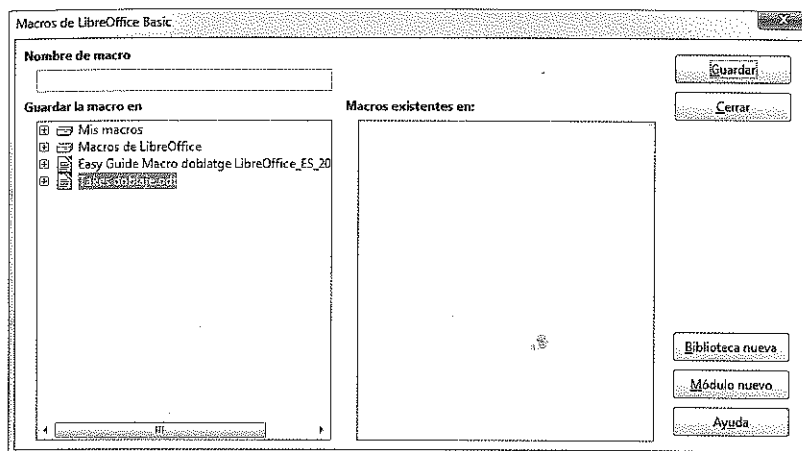 Macros de LibreOffice Basic
Nombre de macro
Guardar
Cerrar
Guardar la macro en
Macros existentes en:
Mis macros
Macros de LibreOffice
Easy Guide Macro doblatge LibreOffice_ES_20
Biblioteca nueva
Módulo nuevo
Ayuda